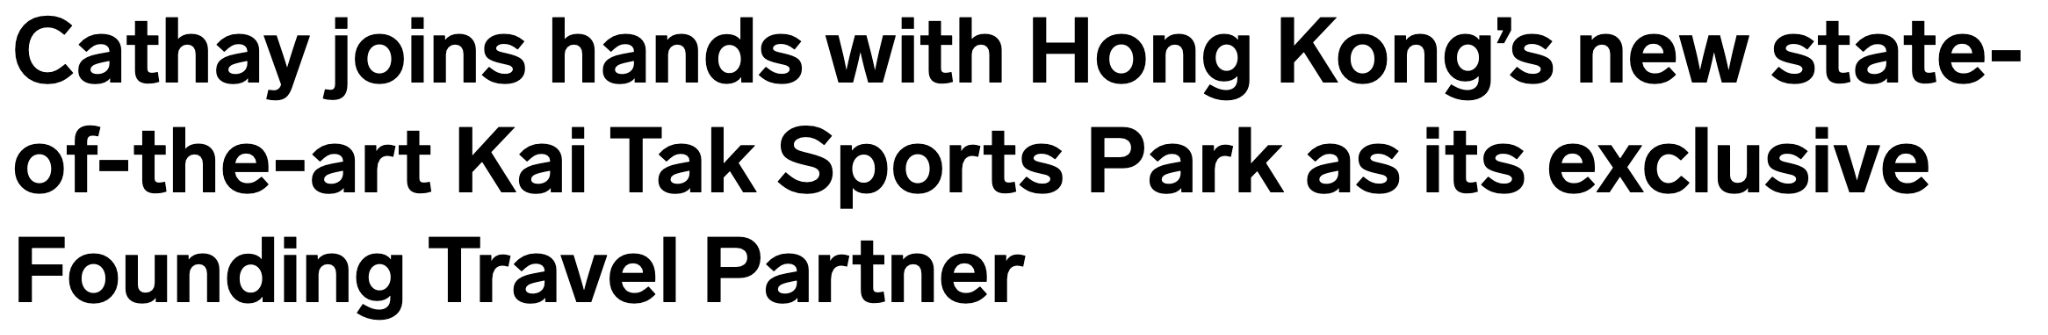 Cathay joins hands with Hong Kong’s new state-
of-the-art Kai Tak Sports Park as its exclusive
Founding Travel Partner